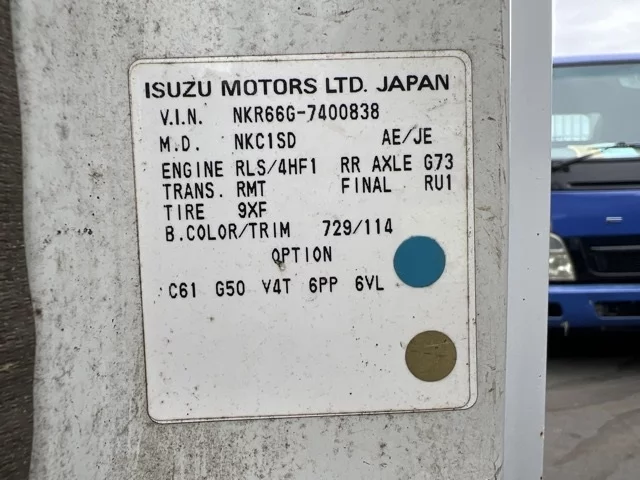 ISUZU MOTORS LTD. JAPAN
V.I.N. NKR66G-7400838
M.D. NKC1SD AE/JE
ENGINE RLS/4HF1 RR AXLE G73
TRANS. RMT FINAL RU1
TIRE 9XF
B.COLOR/TRIM 729/114
OPTION
C61 G50 V4T 6PP 6VL